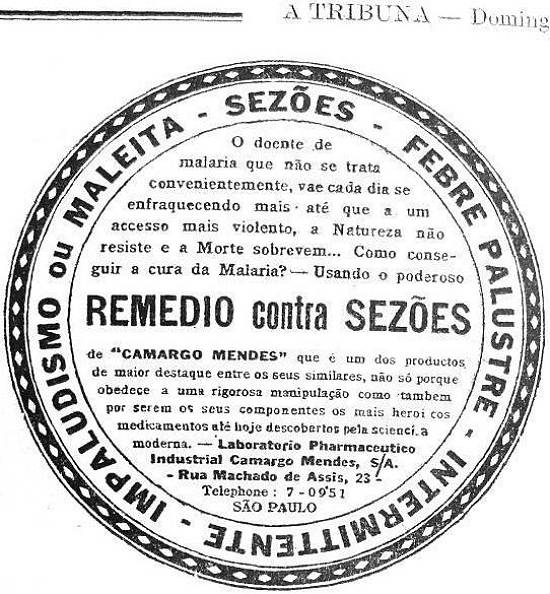 A TRIBUNA — Doming
IMPALUDISMO ou MALEITA - SEZÕES - FEBRE PALUSTRE - INTERMITTENTE -
O doente de
malaria que não se trata
convenientemente, vae cada dia se
enfraquecendo mais até que a um
accesso mais violento, a Natureza não
resiste e a Morte sobrevem... Como conse-
guir a cura da Malaria? — Usando o poderoso
REMEDIO contra SEZÕES
de "CAMARGO MENDES" que é um dos productos
de maior destaque entre os seus similares, não só porque
obedece a uma rigorosa manipulação como tambem
por serem os seus componentes os mais heroicos
medicamentos até hoje descobertos pela sciencia
moderna. — Laboratorio Pharmaceutico
Industrial Camargo Mendes, S/A.
- Rua Machado de Assis, 23 -
Telephone : 7-0951
SÃO PAULO